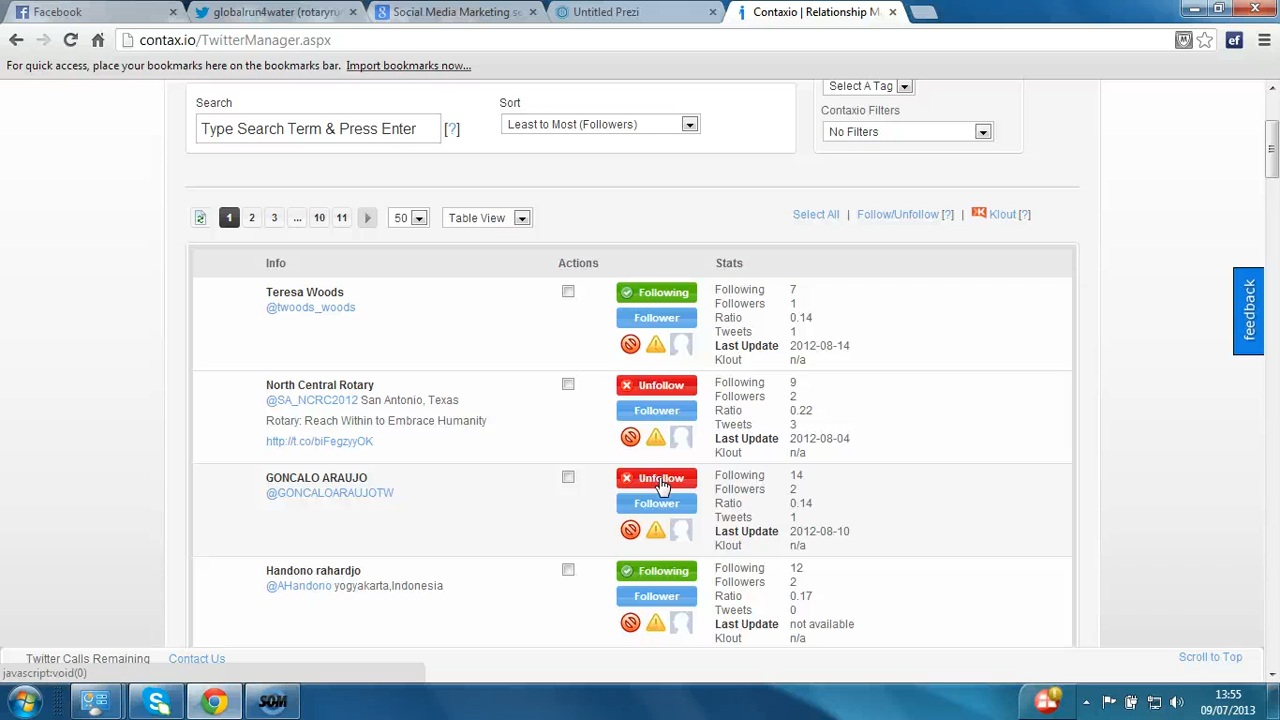 Facebook
globalrun4water (rotaryru
Social Media Marketing se
Untitled Prezi
Contaxio | Relationship M
contax.io/TwitterManager.aspx
For quick access, place your bookmarks here on the bookmarks bar. Import bookmarks now...
Select A Tag
Search
Sort
Contaxio Filters
Type Search Term & Press Enter
[?]
Least to Most (Followers)
No Filters
1 2 3 ... 10 11
50
Table View
Select All | Follow/Unfollow [?] | Klout [?]
feedback
Info Actions Stats
Teresa Woods
@twoods_woods
Following
Follower
Following 7
Followers 1
Ratio 0.14
Tweets 1
Last Update 2012-08-14
Klout n/a
North Central Rotary
@SA_NCRC2012 San Antonio, Texas
Rotary: Reach Within to Embrace Humanity
http://t.co/biFegzyyOK
Unfollow
Follower
Following 9
Followers 2
Ratio 0.22
Tweets 3
Last Update 2012-08-04
Klout n/a
GONCALO ARAUJO
@GONCALOARAUJOTW
Unfollow
Follower
Following 14
Followers 2
Ratio 0.14
Tweets 1
Last Update 2012-08-10
Klout n/a
Handono rahardjo
@AHandono yogyakarta,Indonesia
Following
Follower
Following 12
Followers 2
Ratio 0.17
Tweets 0
Last Update not available
Klout n/a
Twitter Calls Remaining
Contact Us
Scroll to Top
javascript:void(0)
SOM
13:55
09/07/2013